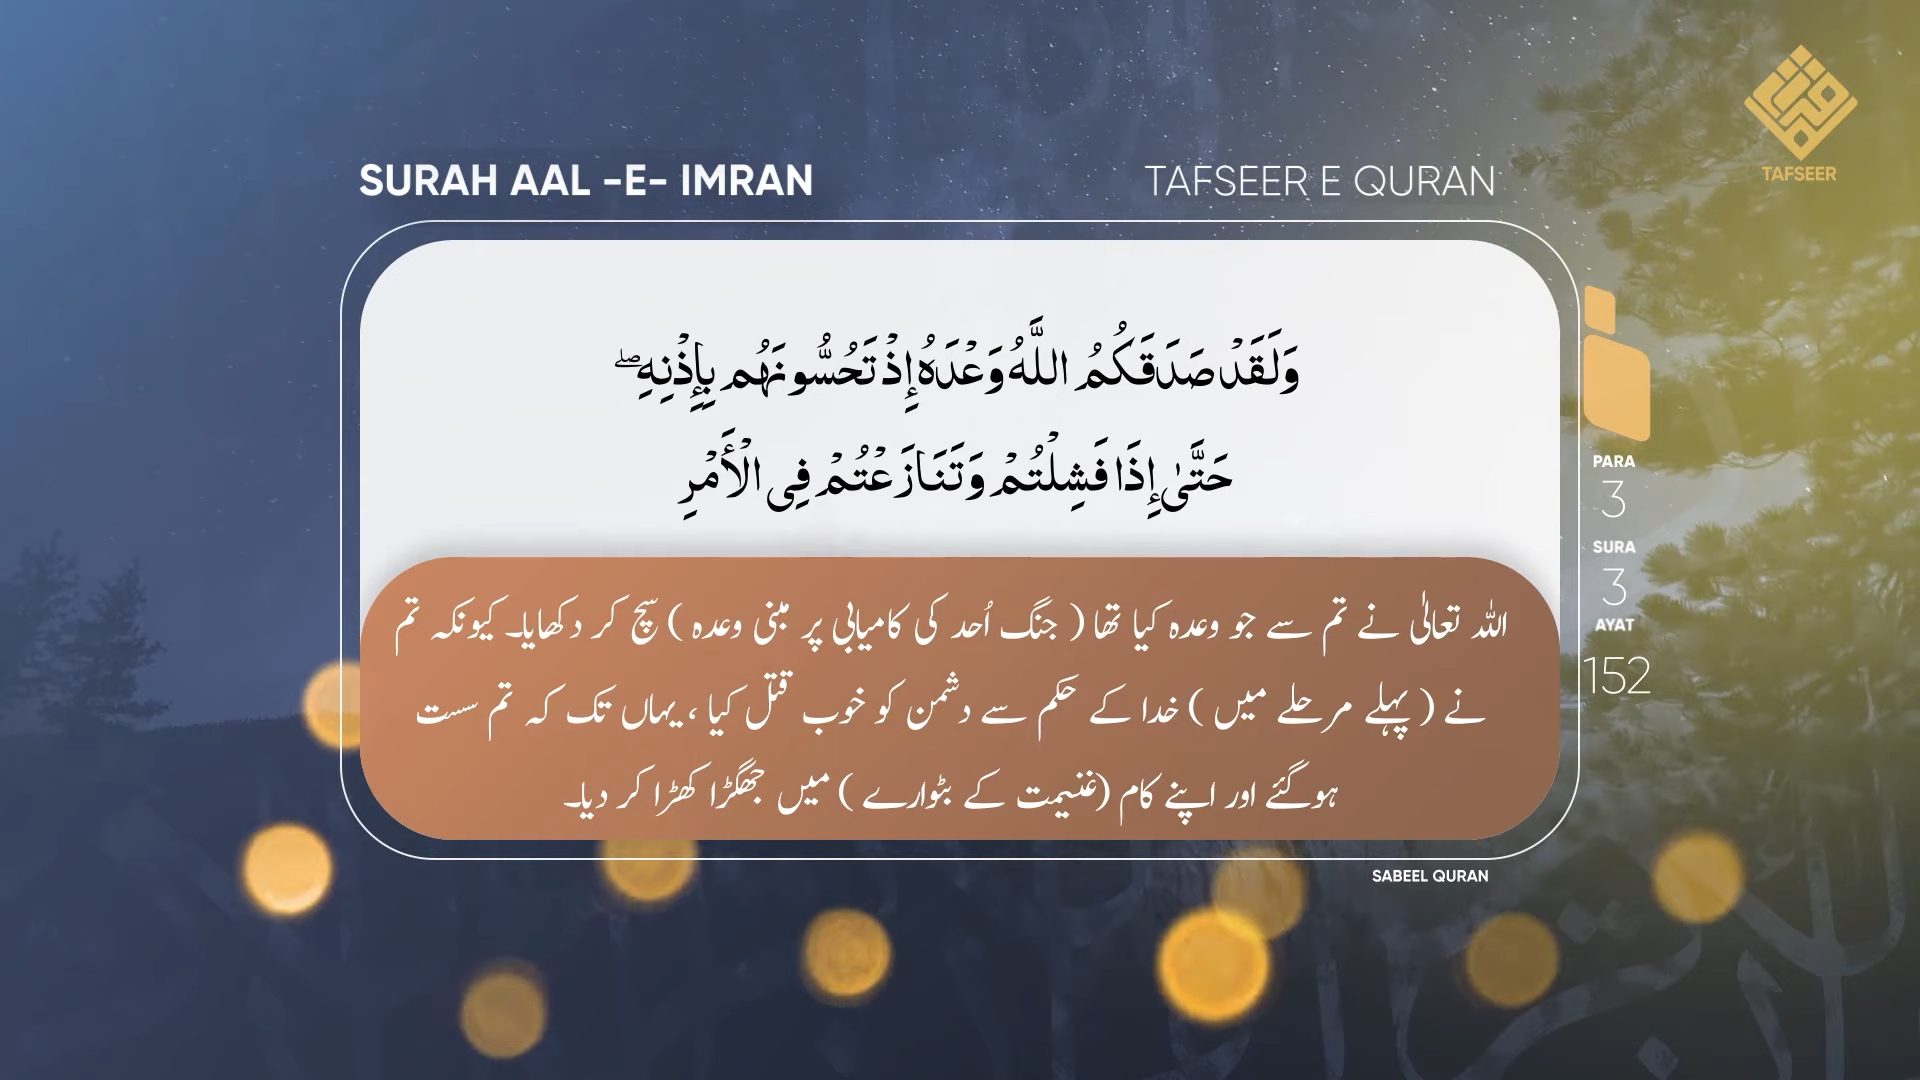 SURAH AAL -E- IMRAN
TAFSEER E QURAN
TAFSEER
وَلَقَدْ صَدَقَكُمُ اللَّهُ وَعْدَهُ إِذْ تَحُسُّونَهُم بِإِذْنِهِ ۖ
حَتَّىٰ إِذَا فَشِلْتُمْ وَتَنَازَعْتُمْ فِي الْأَمْرِ
اللہ تعالٰی نے تم سے جو وعدہ کیا تھا ( جنگ اُحد کی کامیابی پر مبنی وعدہ ) سچ کر دکھایا۔ کیونکہ تم
نے ( پہلے مرحلے میں ) خدا کے حکم سے دشمن کو خوب قتل کیا ، یہاں تک کہ تم سست
ہوگئے اور اپنے کام (غنیمت کے بٹوارے ) میں جھگڑا کھڑا کر دیا۔
PARA
3
SURA
3
AYAT
152
SABEEL QURAN